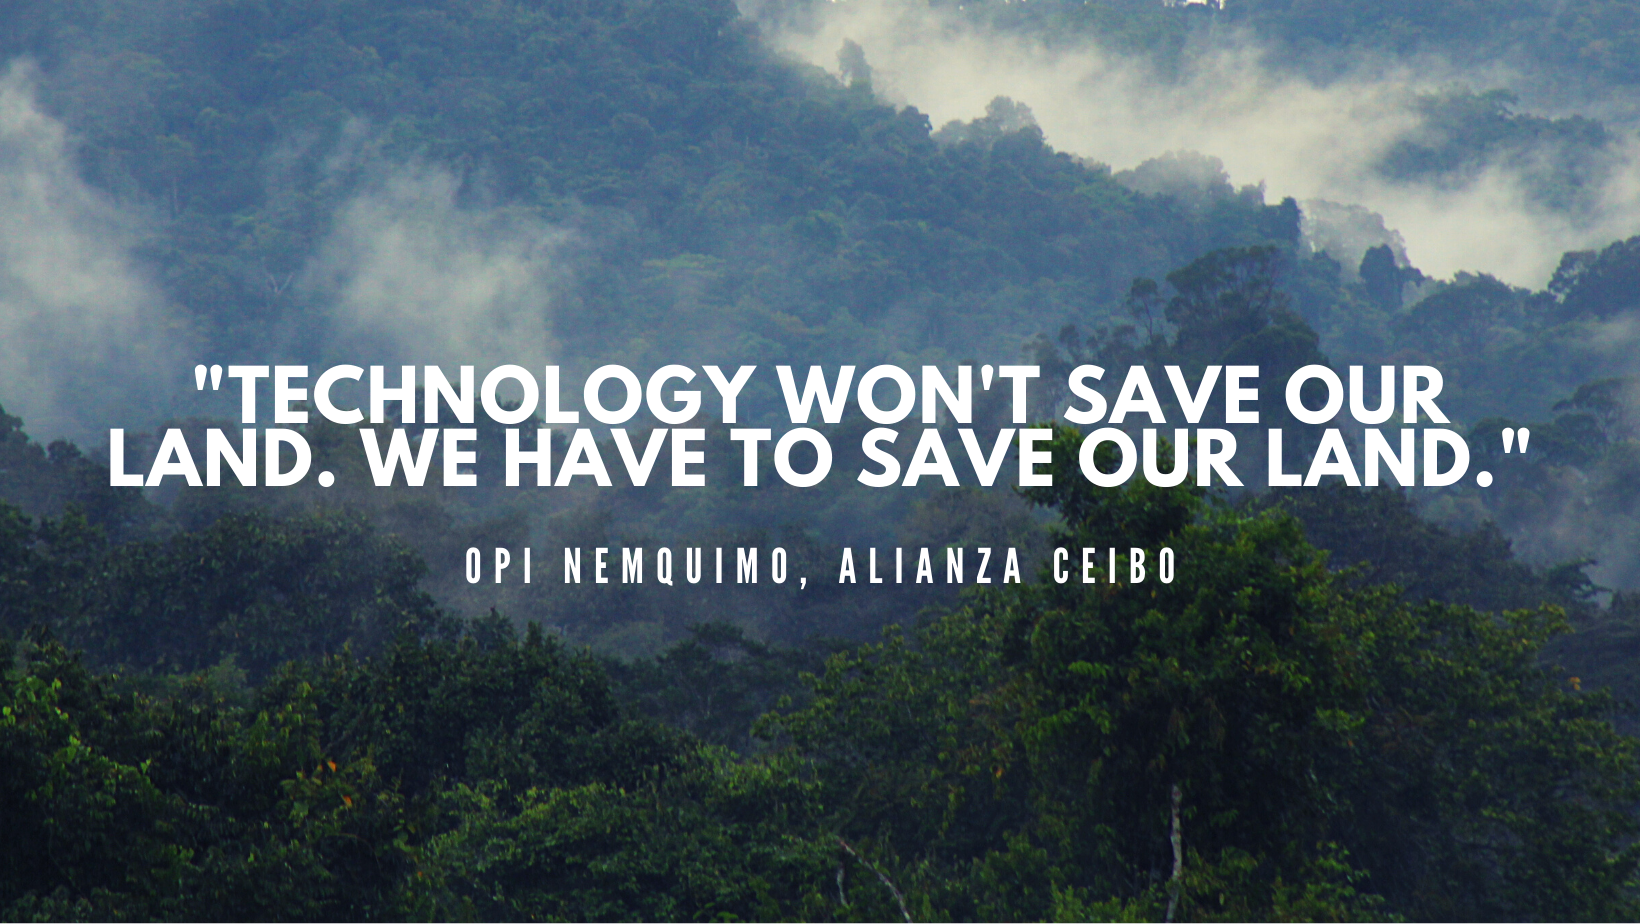 "TECHNOLOGY WON'T SAVE OUR
LAND. WE HAVE TO SAVE OUR LAND."
OPI NEMQUIMO, ALIANZA CEIBO